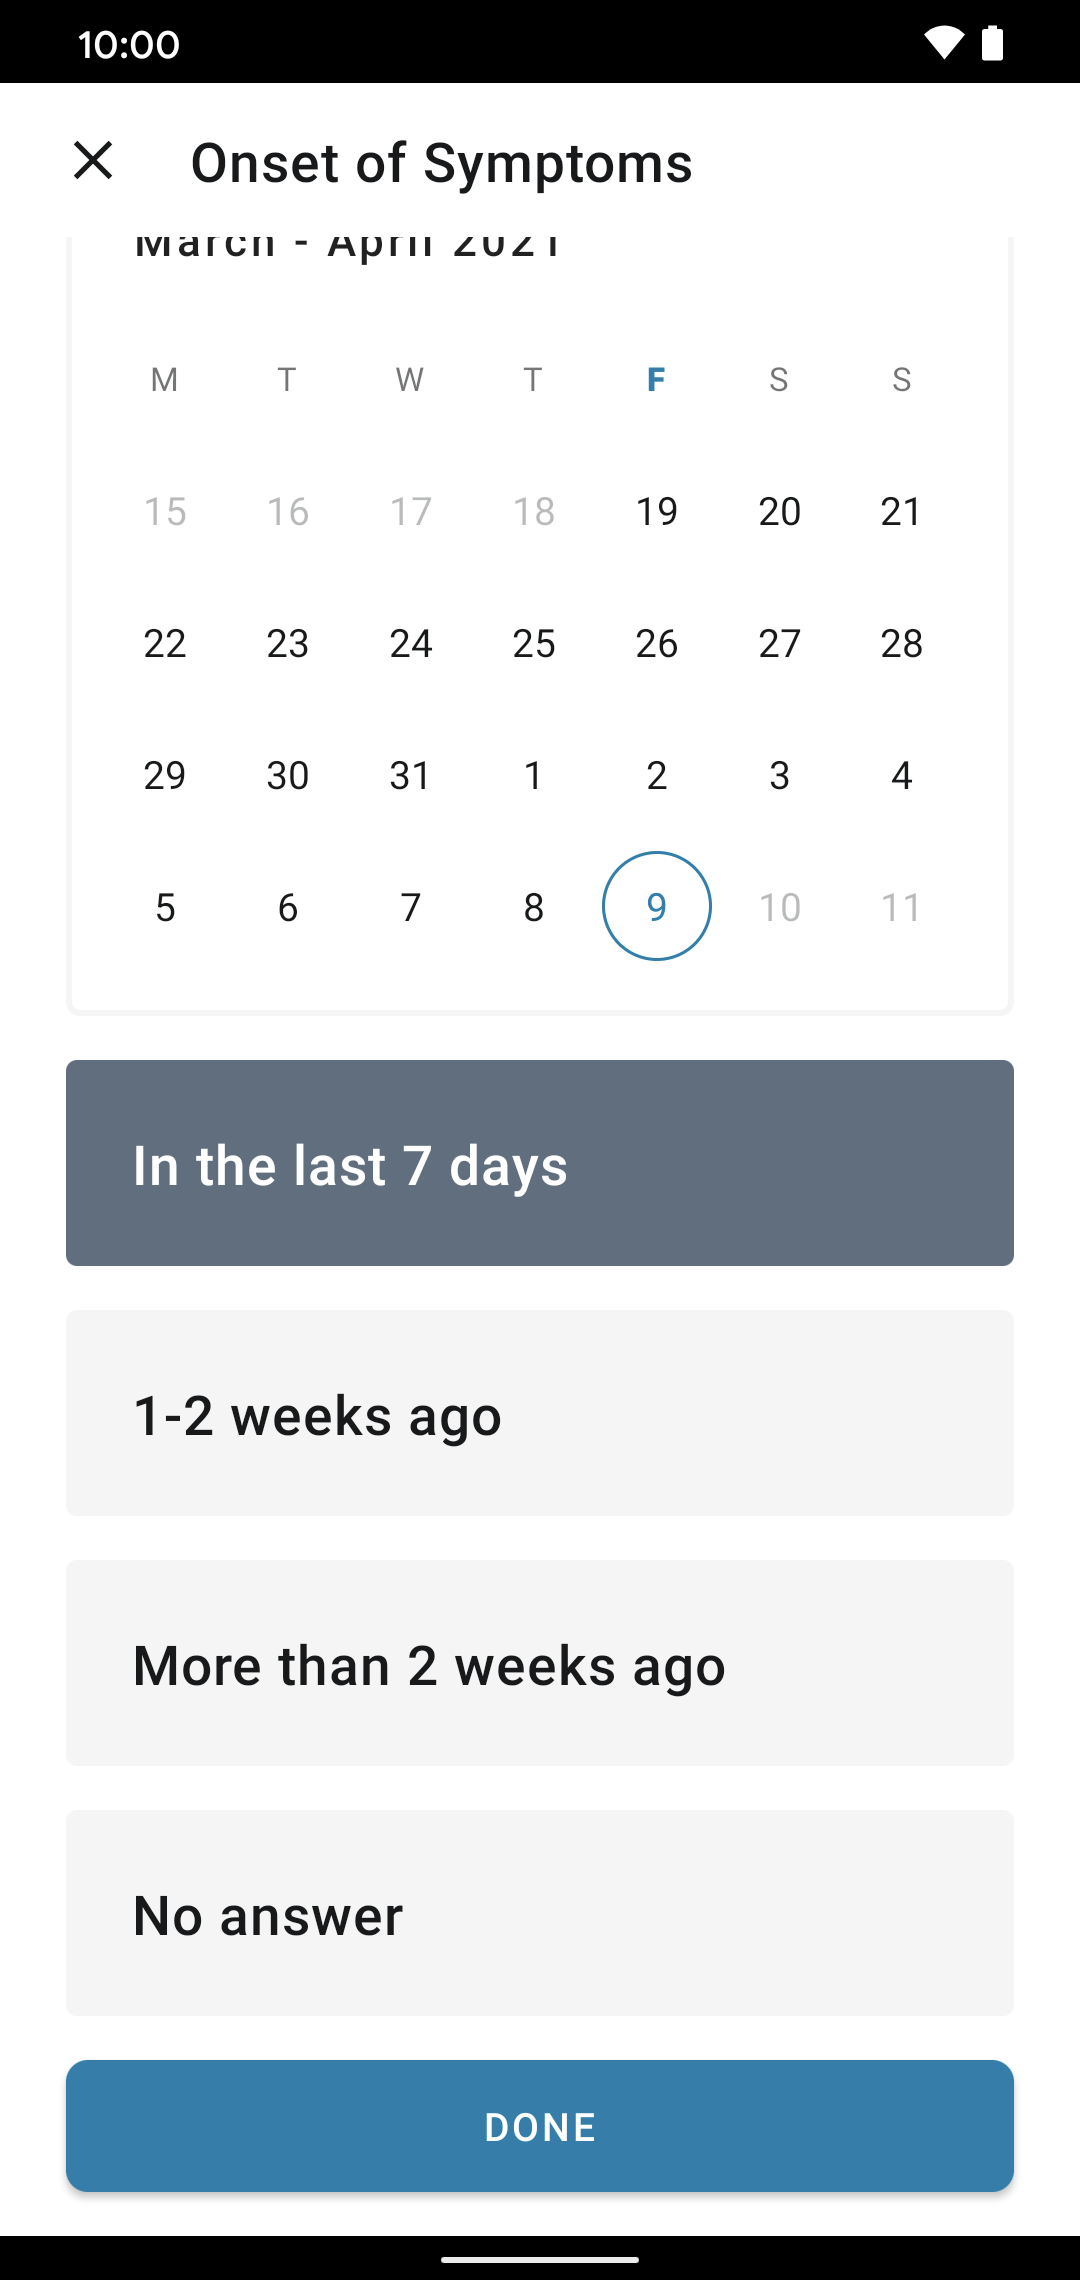 10:00
Onset of Symptoms
March - April 2021
M T W T F S S
15 16 17 18 19 20 21
22 23 24 25 26 27 28
29 30 31 1 2 3 4
5 6 7 8 9 10 11
In the last 7 days
1-2 weeks ago
More than 2 weeks ago
No answer
DONE